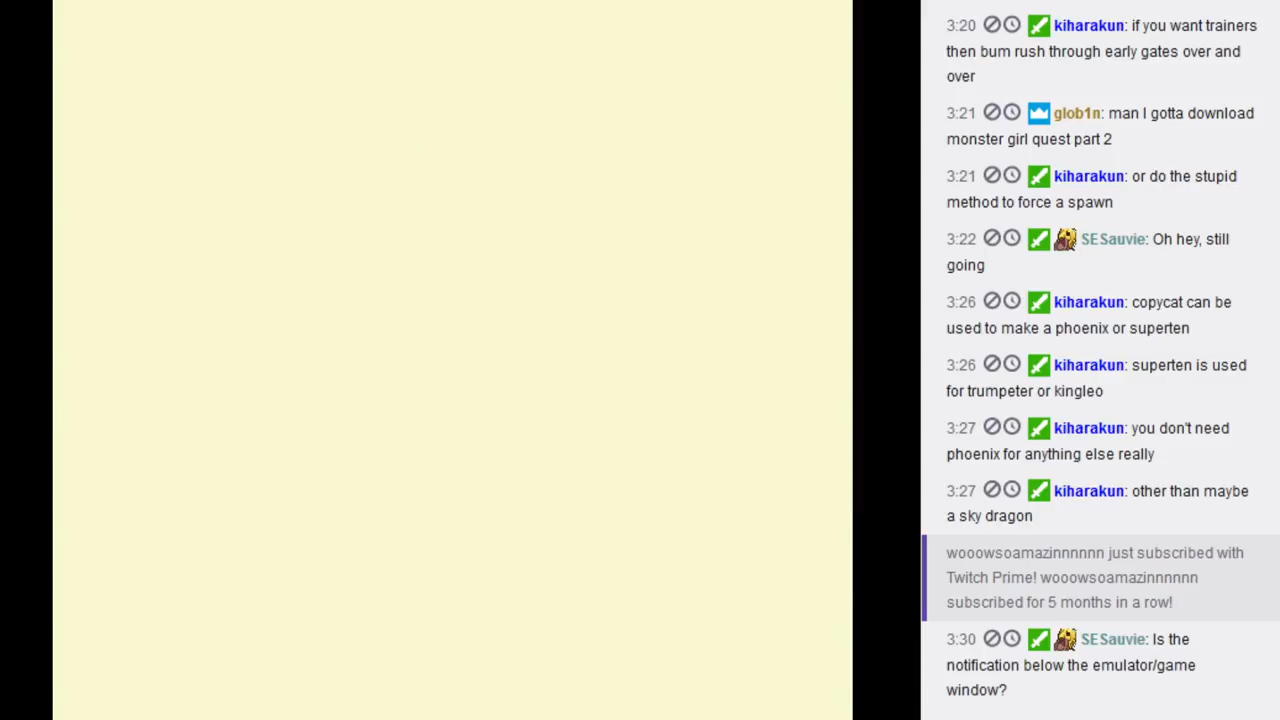 3:20 kiharakun: if you want trainers
then bum rush through early gates over and
over
3:21 glob1n: man I gotta download
monster girl quest part 2
3:21 kiharakun: or do the stupid
method to force a spawn
3:22 SESauvie: Oh hey, still
going
3:26 kiharakun: copycat can be
used to make a phoenix or superten
3:26 kiharakun: superten is used
for trumpeter or kingleo
3:27 kiharakun: you don't need
phoenix for anything else really
3:27 kiharakun: other than maybe
a sky dragon
wooowsoamazinnnnnn just subscribed with
Twitch Prime! wooowsoamazinnnnnn
subscribed for 5 months in a row!
3:30 SESauvie: Is the
notification below the emulator/game
window?